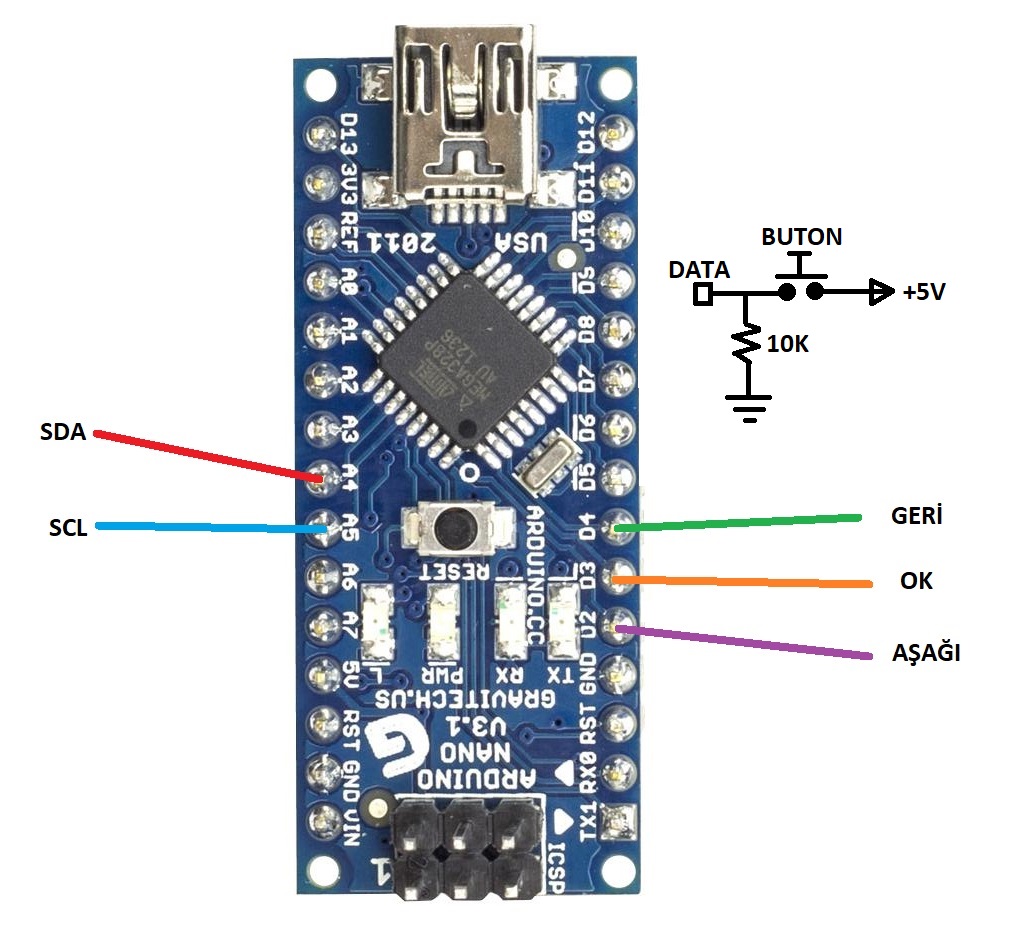 D13
3V3
REF
A0
A1
A2
A3
A4
A5
A6
A7
5V
RST
GND
VIN
D12
D11
D10
D9
D8
D7
D6
D5
D4
D3
D2
GND
RST
RX0
TX1
USA
2011
MEGA328P
1236
RESET
ARDUINO.CC
L
PWR
RX
TX
GRAVITECH.US
ARDUINO
NANO
V3.1
G
1
ICSP
SDA
SCL
BUTON
DATA
+5V
10K
GERİ
OK
AŞAĞI